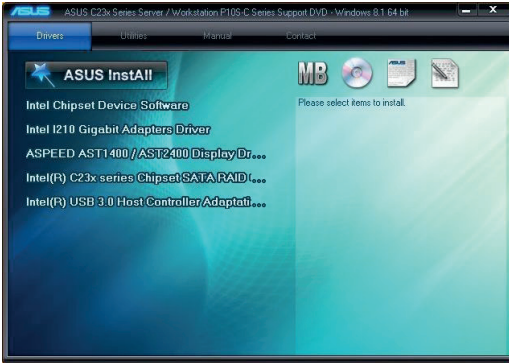 ASUS ASUS C23x Series Server / Workstation P10S-C Series Support DVD - Windows 8.1 64 bit
Drivers Utilities Manual Contact
ASUS InstAll
MB
ASUS
Please select items to install.
Intel Chipset Device Software
Intel I210 Gigabit Adapters Driver
ASPEED AST1400 / AST2400 Display Dr...
Intel(R) C23x series Chipset SATA RAID (...
Intel(R) USB 3.0 Host Controller Adaptati...